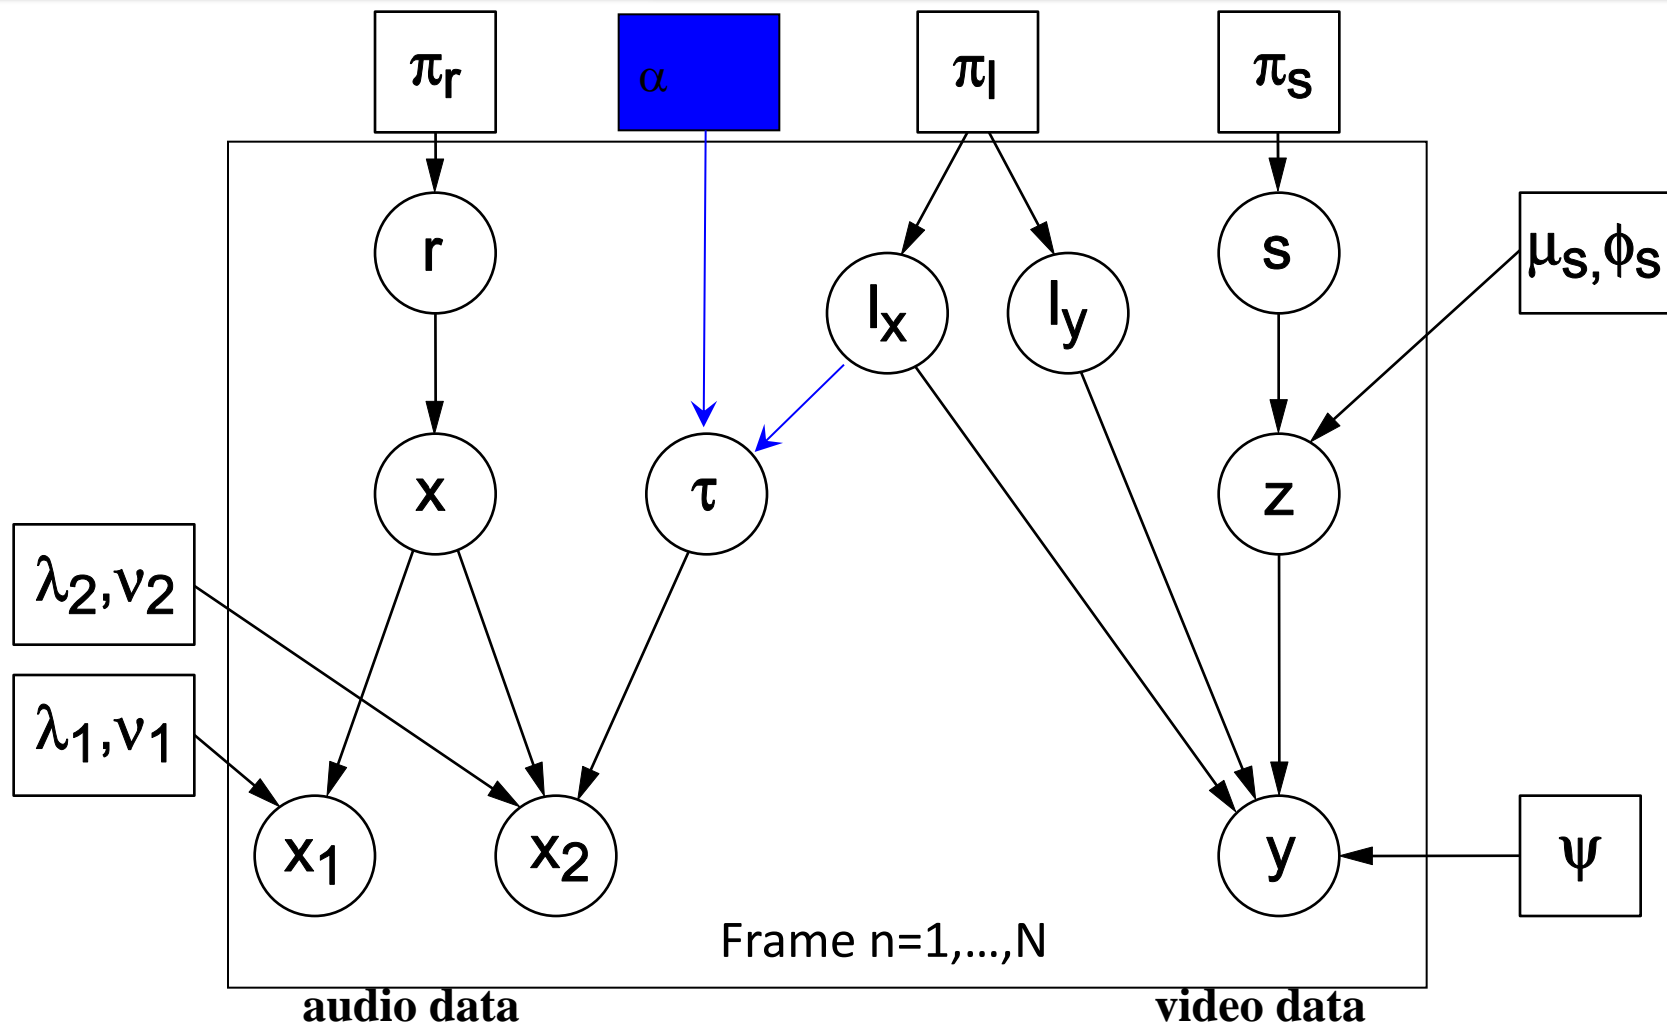 πr
α
πl
πs
r
lx
ly
s
μs,ϕs
x
τ
z
λ2,ν2
λ1,ν1
x1
x2
y
ψ
Frame n=1,...,N
audio data
video data